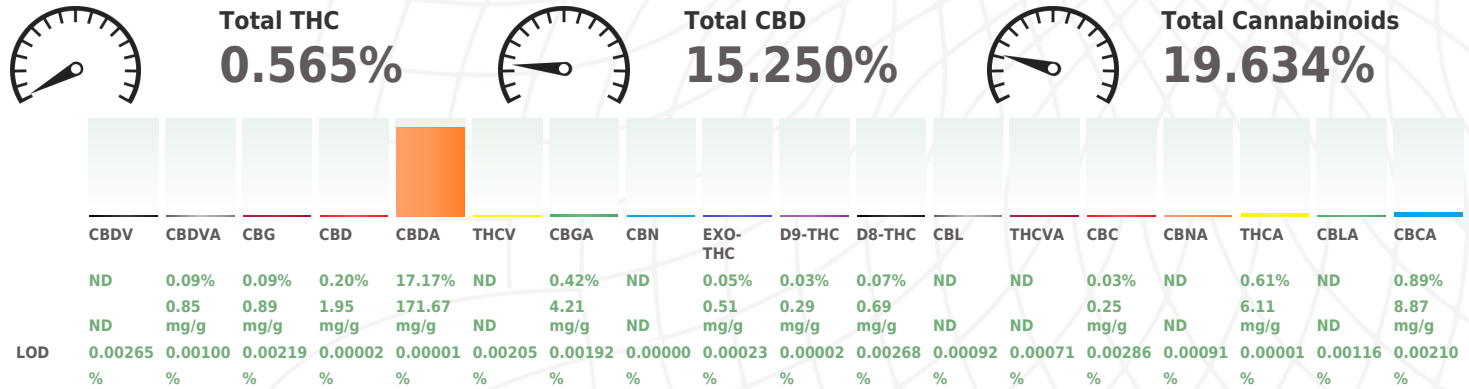 Total THC Total CBD Total Cannabinoids
0.565% 15.250% 19.634%
CBDV CBDVA CBG CBD CBDA THCV CBGA CBN EXO- D9-THC D8-THC CBL THCVA CBC CBNA THCA CBLA CBCA
THC
ND 0.09% 0.09% 0.20% 17.17% ND 0.42% ND 0.05% 0.03% 0.07% ND ND 0.03% ND 0.61% ND 0.89%
0.85 0.89 1.95 171.67 4.21 0.51 0.29 0.69 0.25 6.11 8.87
ND mg/g mg/g mg/g mg/g ND mg/g ND mg/g mg/g mg/g ND ND mg/g ND mg/g ND mg/g
LOD 0.00265 0.00100 0.00219 0.00002 0.00001 0.00205 0.00192 0.00000 0.00023 0.00002 0.00268 0.00092 0.00071 0.00286 0.00091 0.00001 0.00116 0.00210
% % % % % % % % % % % % % % % % % %